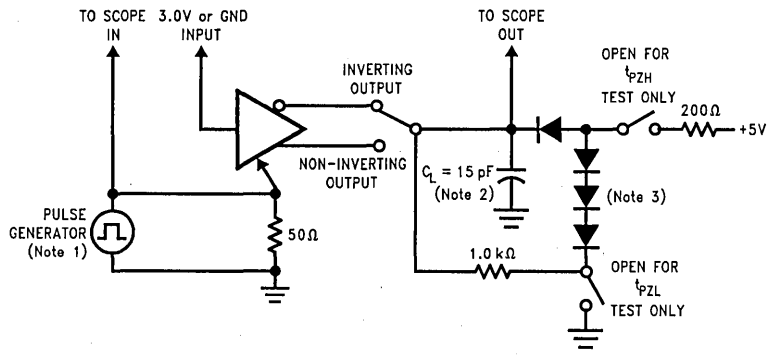 TO SCOPE
IN
3.0V or GND
INPUT
TO SCOPE
OUT
INVERTING
OUTPUT
OPEN FOR
tPZH
TEST ONLY
200Ω
+5V
NON-INVERTING
OUTPUT
CL = 15 pF
(Note 2)
(Note 3)
PULSE
GENERATOR
(Note 1)
50Ω
1.0 kΩ
OPEN FOR
tPZL
TEST ONLY